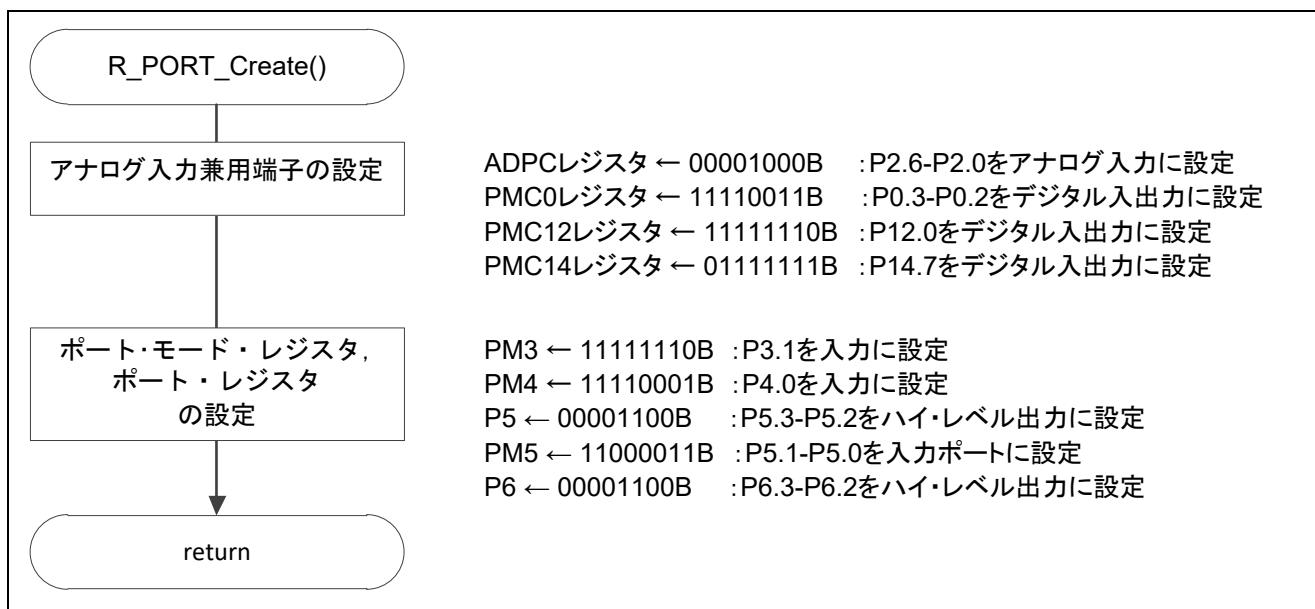 R_PORT_Create()
アナログ入力兼用端子の設定
ADPCレジスタ ← 00001000B :P2.6-P2.0をアナログ入力に設定
PMC0レジスタ ← 11110011B :P0.3-P0.2をデジタル入出力に設定
PMC12レジスタ ← 11111110B :P12.0をデジタル入出力に設定
PMC14レジスタ ← 01111111B :P14.7をデジタル入出力に設定
ポート・モード・レジスタ,
ポート・レジスタ
の設定
PM3 ← 11111110B :P3.1を入力に設定
PM4 ← 11110001B :P4.0を入力に設定
P5 ← 00001100B :P5.3-P5.2をハイ・レベル出力に設定
PM5 ← 11000011B :P5.1-P5.0を入力ポートに設定
P6 ← 00001100B :P6.3-P6.2をハイ・レベル出力に設定
return